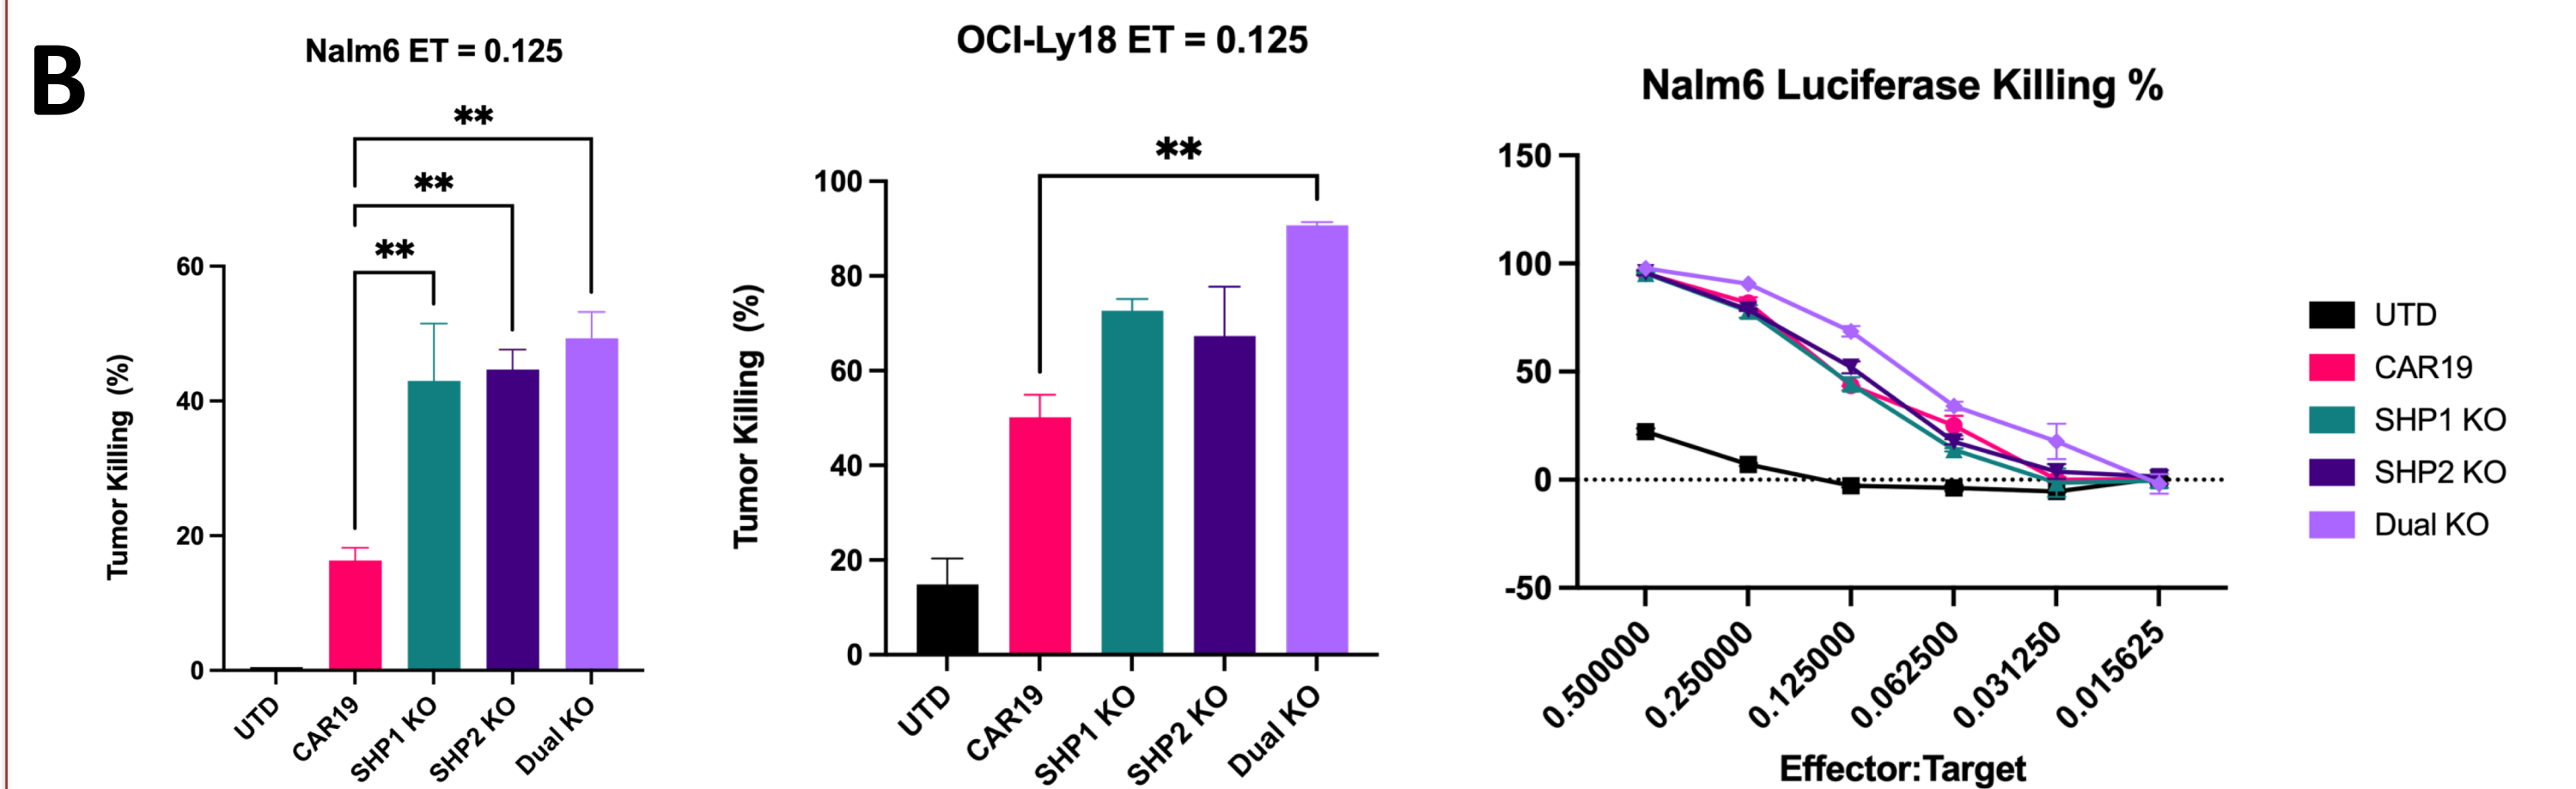 B
Nalm6 ET = 0.125
**
**
**
60
40
20
0
Tumor Killing (%)
UTD
CAR19
SHP1 KO
SHP2 KO
Dual KO
OCI-Ly18 ET = 0.125
**
100
80
60
40
20
0
Tumor Killing (%)
UTD
CAR19
SHP1 KO
SHP2 KO
Dual KO
Nalm6 Luciferase Killing %
150
100
50
0
-50
0.500000
0.250000
0.125000
0.062500
0.031250
0.015625
Effector:Target
UTD
CAR19
SHP1 KO
SHP2 KO
Dual KO